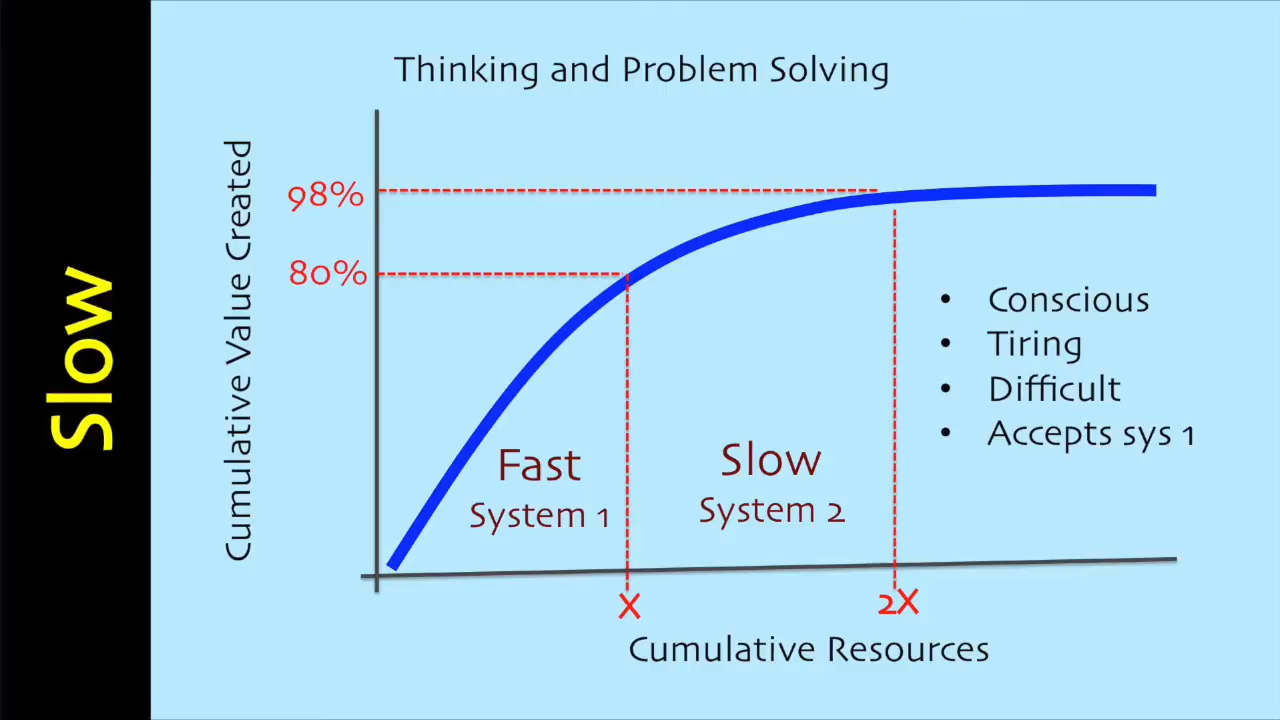 Slow
Thinking and Problem Solving
Cumulative Value Created
98%
80%
• Conscious
• Tiring
• Difficult
• Accepts sys 1
Fast
System 1
Slow
System 2
X
2X
Cumulative Resources